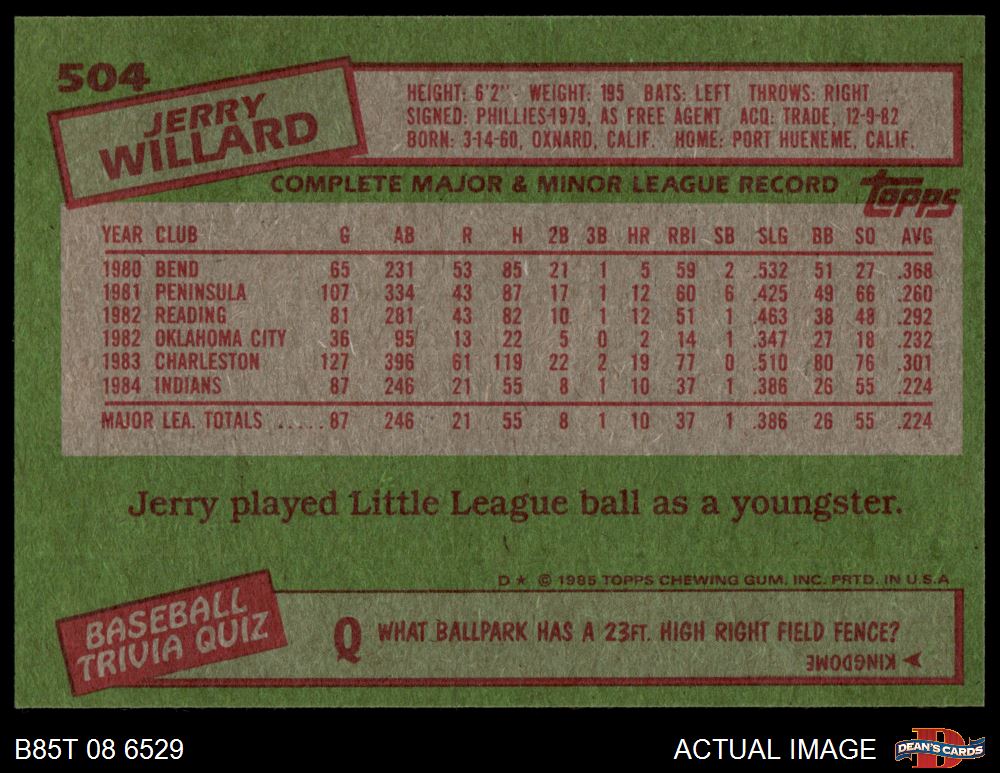 504
JERRY
WILLARD
HEIGHT: 6'2" WEIGHT: 195 BATS: LEFT THROWS: RIGHT
SIGNED: PHILLIES-1979, AS FREE AGENT ACQ: TRADE, 12-9-82
BORN: 3-14-60, OXNARD, CALIF. HOME: PORT HUENEME, CALIF.
COMPLETE MAJOR & MINOR LEAGUE RECORD
topps
YEAR CLUB G AB R H 2B 3B HR RBI SB SLG BB SO AVG
1980 BEND 65 231 53 85 21 1 5 59 2 .532 51 27 .368
1981 PENINSULA 107 334 43 87 17 1 12 60 6 .425 49 66 .260
1982 READING 81 281 43 82 10 1 12 51 1 .463 38 48 .292
1982 OKLAHOMA CITY 36 95 13 22 5 0 2 14 1 .347 27 18 .232
1983 CHARLESTON 127 396 61 119 22 2 19 77 0 .510 80 76 .301
1984 INDIANS 87 246 21 55 8 1 10 37 1 .386 26 55 .224
MAJOR LEA. TOTALS ..... 87 246 21 55 8 1 10 37 1 .386 26 55 .224
Jerry played Little League ball as a youngster.
D ★ © 1985 TOPPS CHEWING GUM, INC. PRTD. IN U.S.A
BASEBALL
TRIVIA QUIZ
Q WHAT BALLPARK HAS A 23FT. HIGH RIGHT FIELD FENCE?
KINGDOME
B85T 08 6529
ACTUAL IMAGE
D
DEAN'S CARDS